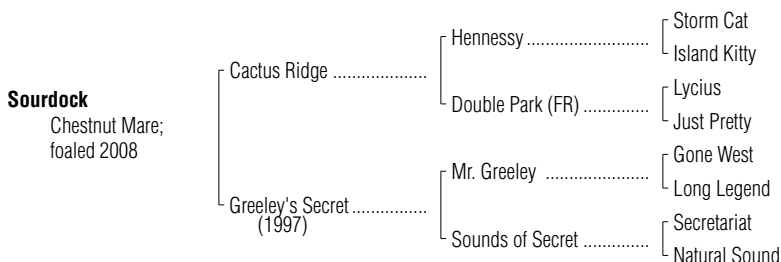 Sourdock
Chestnut Mare;
foaled 2008
Cactus Ridge ..................
Greeley's Secret ................
(1997)
Hennessy ..........................
Double Park (FR) ..............
Mr. Greeley ......................
Sounds of Secret ..............
Storm Cat
Island Kitty
Lycius
Just Pretty
Gone West
Long Legend
Secretariat
Natural Sound